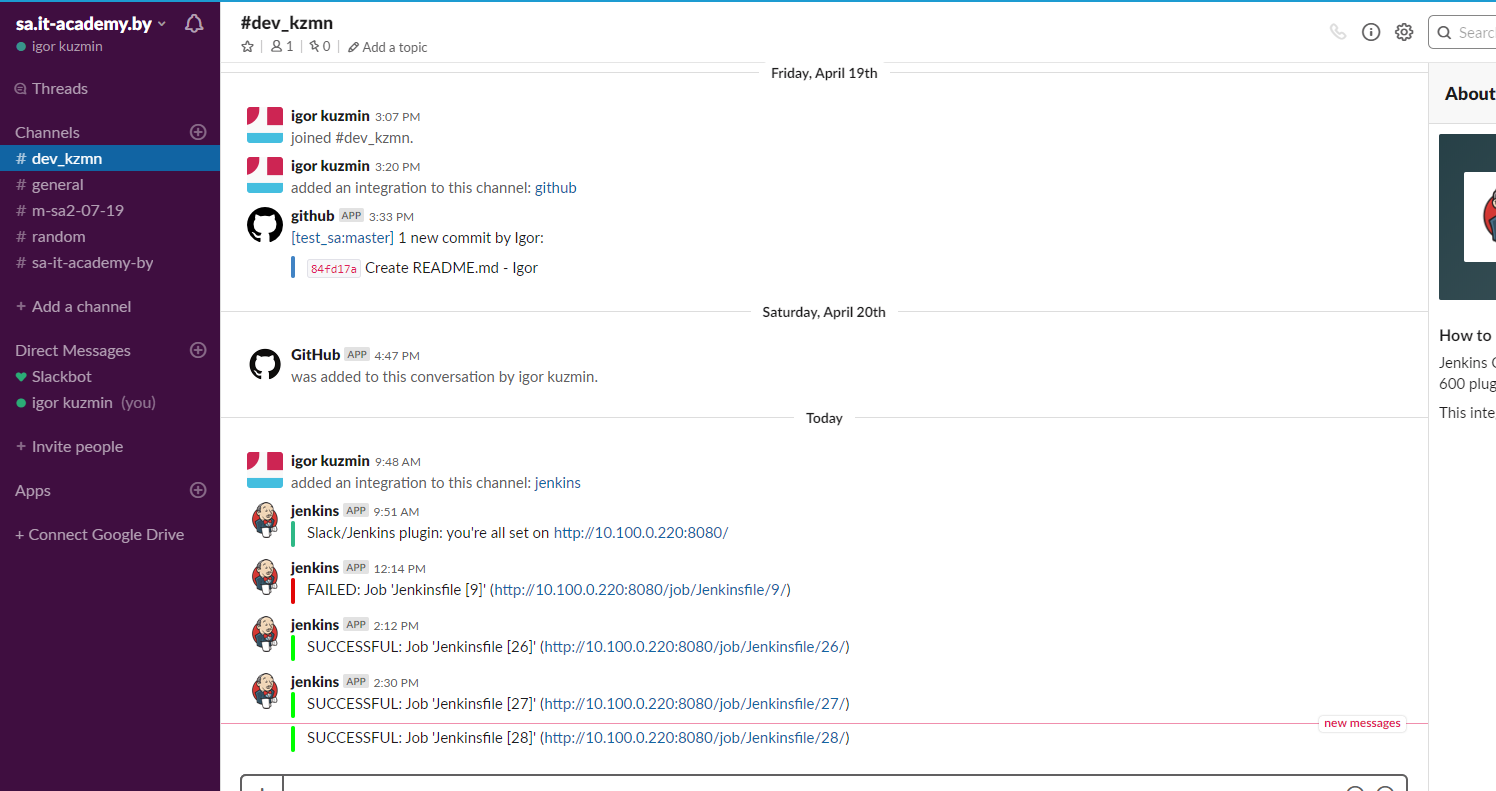 sa.it-academy.by
igor kuzmin
Threads
Channels
# dev_kzmn
# general
# m-sa2-07-19
# random
# sa-it-academy-by
+ Add a channel
Direct Messages
Slackbot
igor kuzmin (you)
+ Invite people
Apps
+ Connect Google Drive
#dev_kzmn
1 | 0 | Add a topic
Search
Friday, April 19th
igor kuzmin 3:07 PM
joined #dev_kzmn.
igor kuzmin 3:20 PM
added an integration to this channel: github
github APP 3:33 PM
[test_sa:master] 1 new commit by Igor:
84fd17a Create README.md - Igor
Saturday, April 20th
GitHub APP 4:47 PM
was added to this conversation by igor kuzmin.
Today
igor kuzmin 9:48 AM
added an integration to this channel: jenkins
jenkins APP 9:51 AM
Slack/Jenkins plugin: you're all set on http://10.100.0.220:8080/
jenkins APP 12:14 PM
FAILED: Job 'Jenkinsfile [9]' (http://10.100.0.220:8080/job/Jenkinsfile/9/)
jenkins APP 2:12 PM
SUCCESSFUL: Job 'Jenkinsfile [26]' (http://10.100.0.220:8080/job/Jenkinsfile/26/)
jenkins APP 2:30 PM
SUCCESSFUL: Job 'Jenkinsfile [27]' (http://10.100.0.220:8080/job/Jenkinsfile/27/)
new messages
SUCCESSFUL: Job 'Jenkinsfile [28]' (http://10.100.0.220:8080/job/Jenkinsfile/28/)
About
How to
Jenkins
600
This